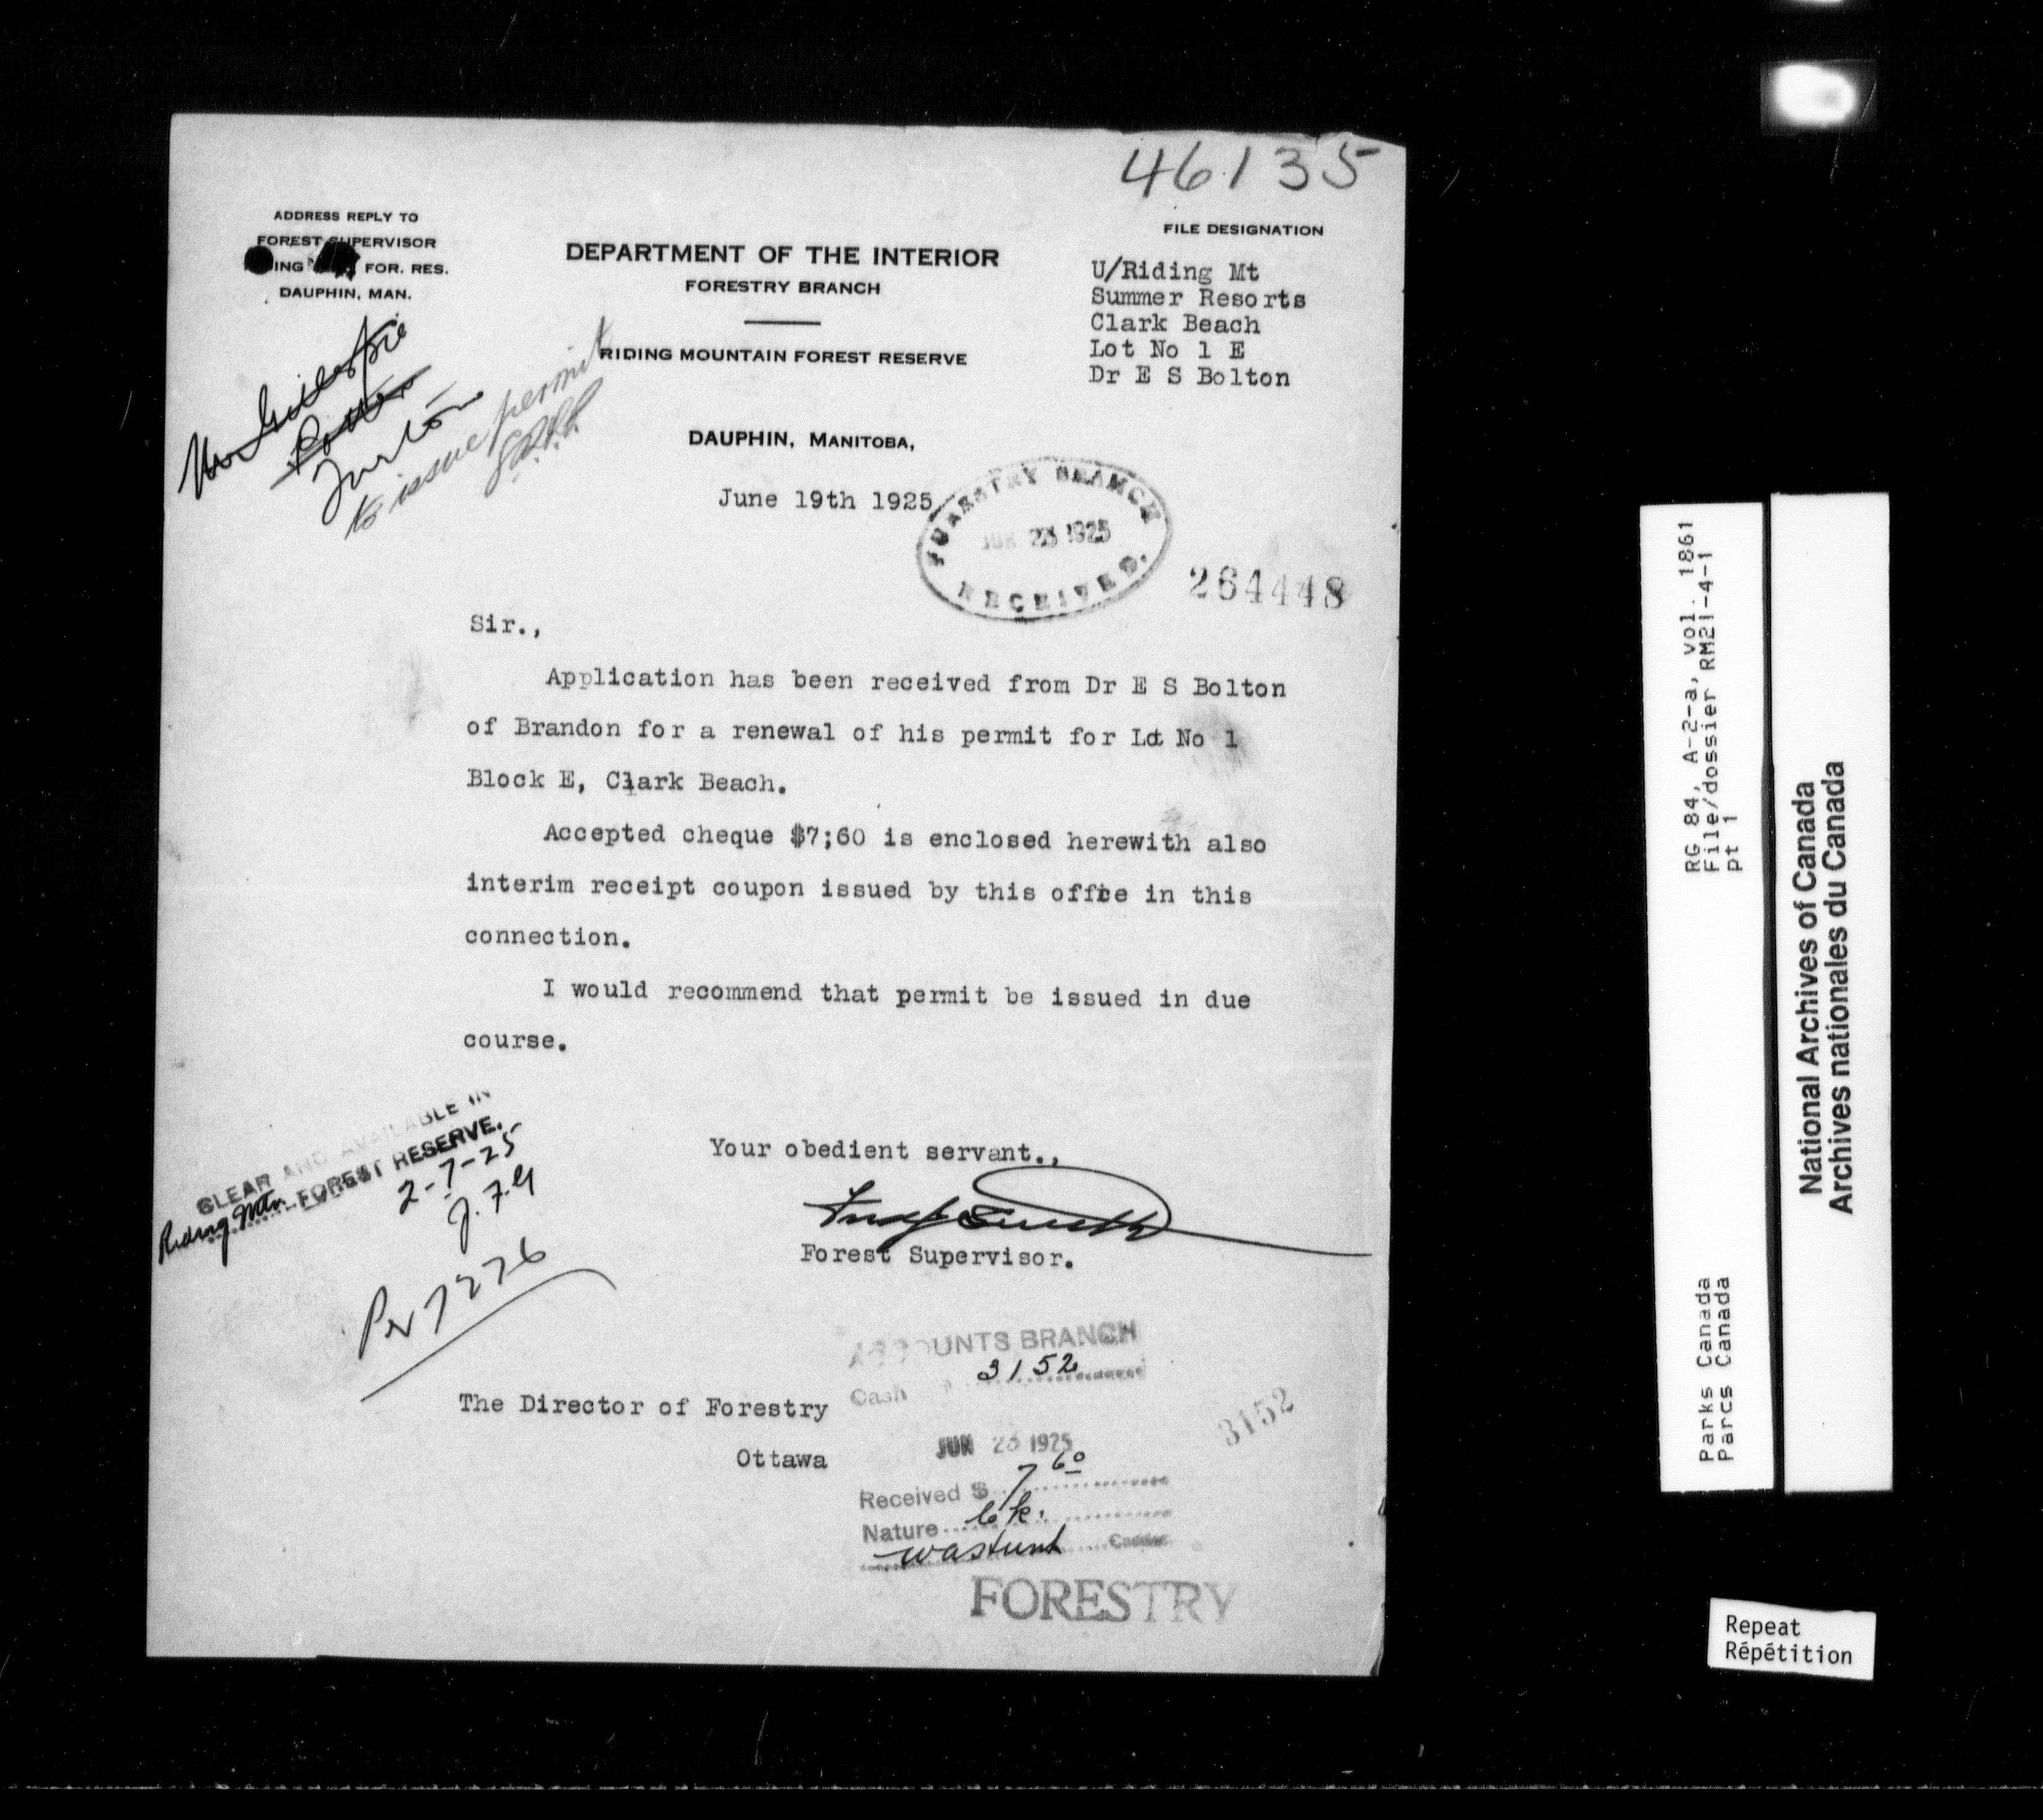 46135
ADDRESS REPLY TO
FOREST SUPERVISOR
ING FOR. RES.
DAUPHIN, MAN.
DEPARTMENT OF THE INTERIOR
FORESTRY BRANCH
RIDING MOUNTAIN FOREST RESERVE
FILE DESIGNATION
U/Riding Mt
Summer Resorts
Clark Beach
Lot No 1 E
Dr E S Bolton
Mr Gillespie
to issue permit
DAUPHIN, MANITOBA,
June 19th 1925
FORESTRY BRANCH
JUN 23 1925
RECEIVED.
264448
Sir.,
Application has been received from Dr E S Bolton
of Brandon for a renewal of his permit for Lot No 1
Block E, Clark Beach.
Accepted cheque $7;60 is enclosed herewith also
interim receipt coupon issued by this office in this
connection.
I would recommend that permit be issued in due
course.
CLEAR AND AVAILABLE IN
Riding Mtn FOREST RESERVE.
2-7-25
J.F.G
Per 7276
Your obedient servant.,
Forest Supervisor.
The Director of Forestry
Ottawa
ACCOUNTS BRANCH
Cash 3152
JUN 23 1925
Received $ 7 60
Nature ck.
3152
FORESTRY
RG 84, A-2-a, vol. 1861
File/dossier RM21-4-1
pt 1
Parks Canada
Parcs Canada
National Archives of Canada
Archives nationales du Canada
Repeat
Répétition